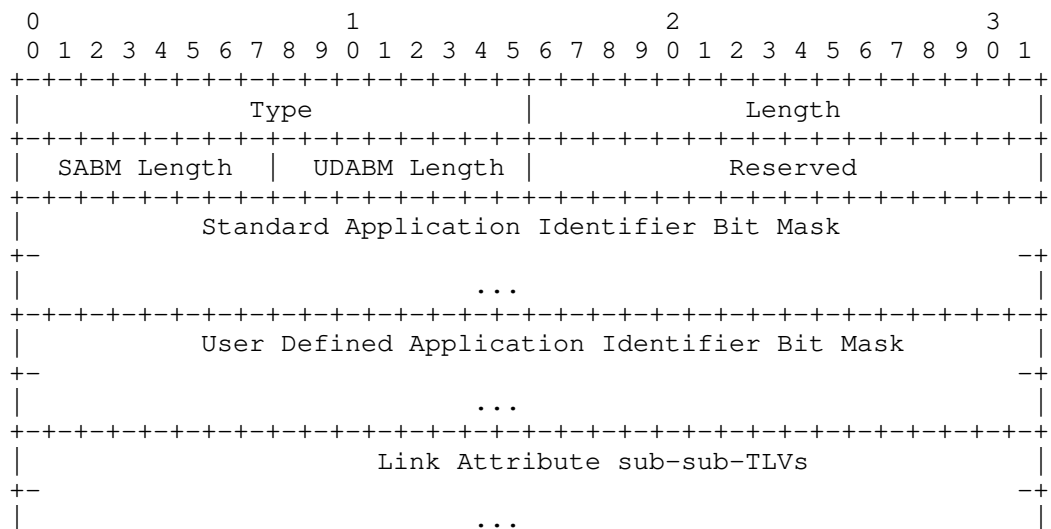 0                   1                   2                   3
 0 1 2 3 4 5 6 7 8 9 0 1 2 3 4 5 6 7 8 9 0 1 2 3 4 5 6 7 8 9 0 1
+-+-+-+-+-+-+-+-+-+-+-+-+-+-+-+-+-+-+-+-+-+-+-+-+-+-+-+-+-+-+-+-+
|              Type             |             Length            |
+-+-+-+-+-+-+-+-+-+-+-+-+-+-+-+-+-+-+-+-+-+-+-+-+-+-+-+-+-+-+-+-+
|  SABM Length  |  UDABM Length |            Reserved           |
+-+-+-+-+-+-+-+-+-+-+-+-+-+-+-+-+-+-+-+-+-+-+-+-+-+-+-+-+-+-+-+-+
|           Standard Application Identifier Bit Mask
+-                                                             -+
|                            ...                                |
+-+-+-+-+-+-+-+-+-+-+-+-+-+-+-+-+-+-+-+-+-+-+-+-+-+-+-+-+-+-+-+-+
|           User Defined Application Identifier Bit Mask        |
+-                                                             -+
|                            ...                                |
+-+-+-+-+-+-+-+-+-+-+-+-+-+-+-+-+-+-+-+-+-+-+-+-+-+-+-+-+-+-+-+-+
|                      Link Attribute sub-sub-TLVs              |
+-                                                             -+
|                            ...                                |